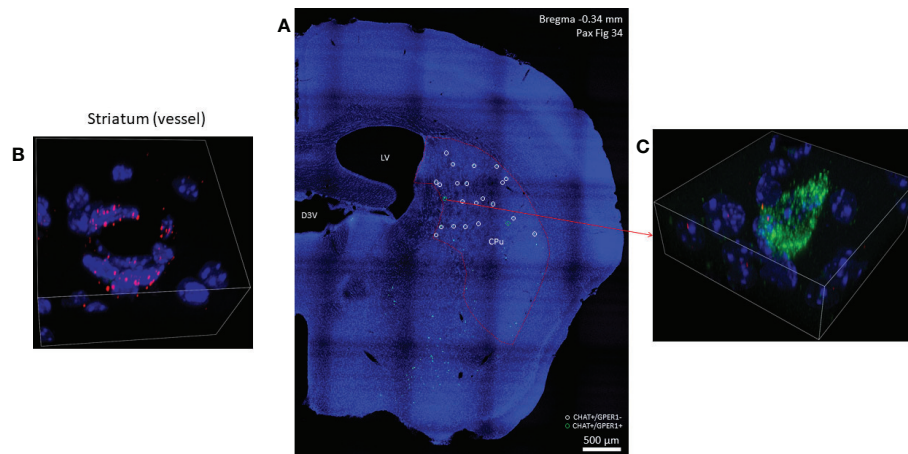 A
Bregma -0.34 mm
Pax Fig 34
Striatum (vessel)
B
LV
C
D3V
CPu
CHAT+/GPER1-
CHAT+/GPER1+
500 µm